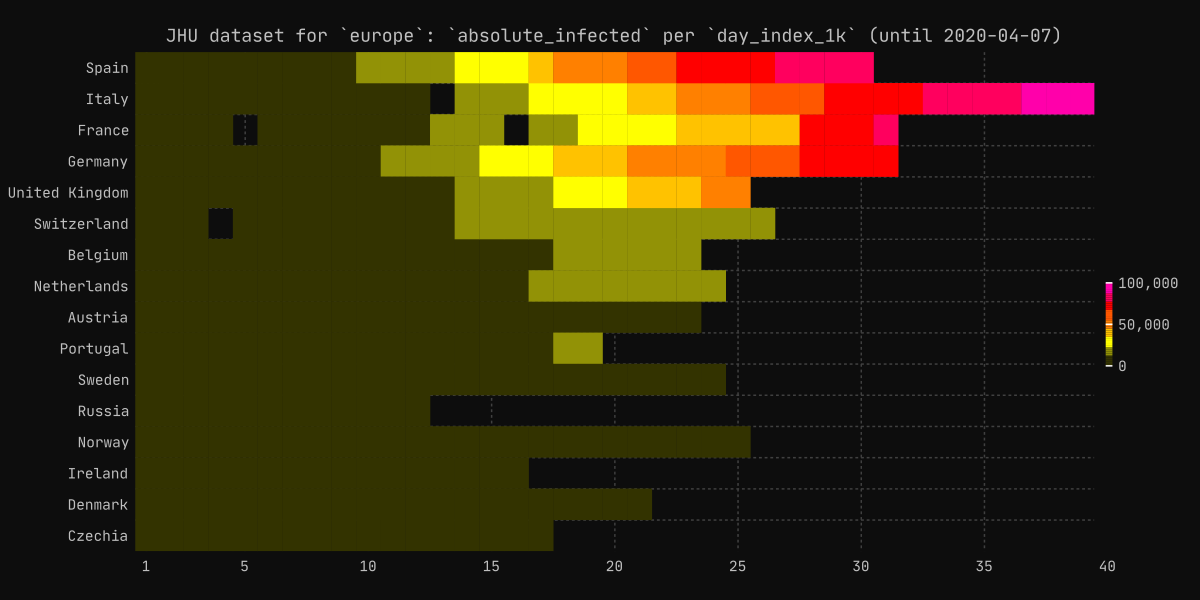 JHU dataset for `europe`: `absolute_infected` per `day_index_1k` (until 2020-04-07)
Spain
Italy
France
Germany
United Kingdom
Switzerland
Belgium
Netherlands
Austria
Portugal
Sweden
Russia
Norway
Ireland
Denmark
Czechia
100,000
50,000
0
1 5 10 15 20 25 30 35 40